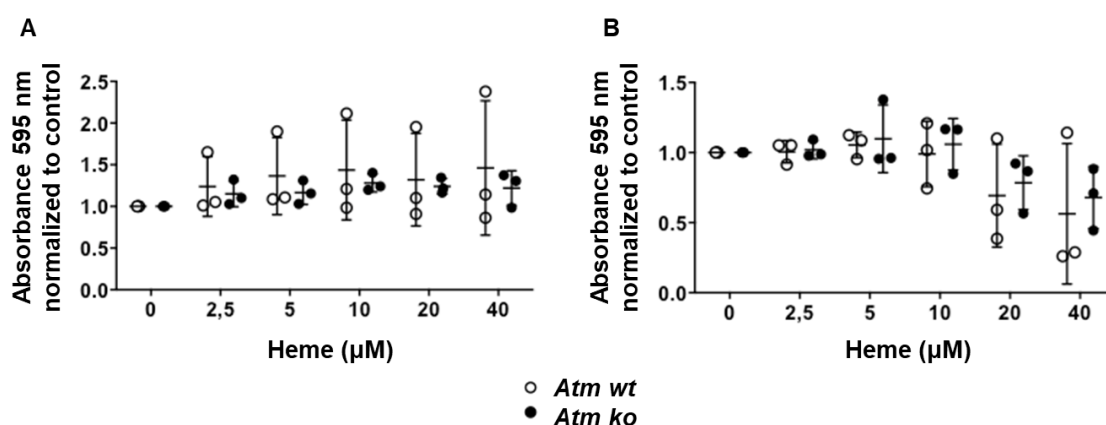 A
Absorbance 595 nm
normalized to control
2.5
2.0
1.5
1.0
0.5
0.0
0 2,5 5 10 20 40
Heme (µM)
B
Absorbance 595 nm
normalized to control
1.5
1.0
0.5
0.0
0 2,5 5 10 20 40
Heme (µM)
Atm wt
Atm ko